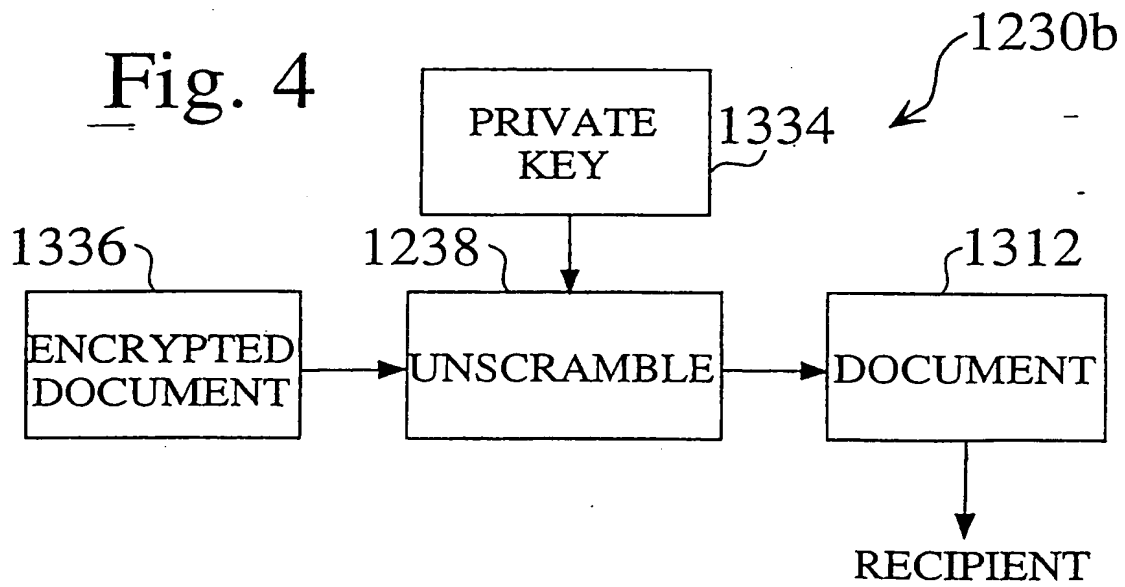 Fig. 4
1230b
PRIVATE
KEY
1334
1336
1238
1312
ENCRYPTED
DOCUMENT
UNSCRAMBLE
DOCUMENT
RECIPIENT